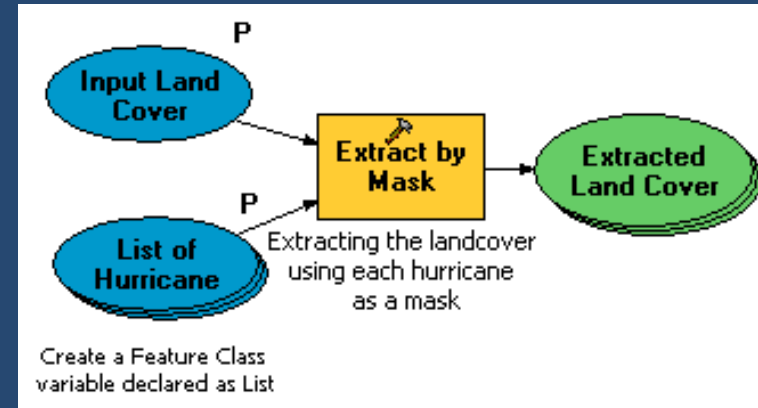 P
Input Land
Cover
Extract by
Mask
Extracted
Land Cover
P
List of
Hurricane
Extracting the landcover
using each hurricane
as a mask
Create a Feature Class
variable declared as List